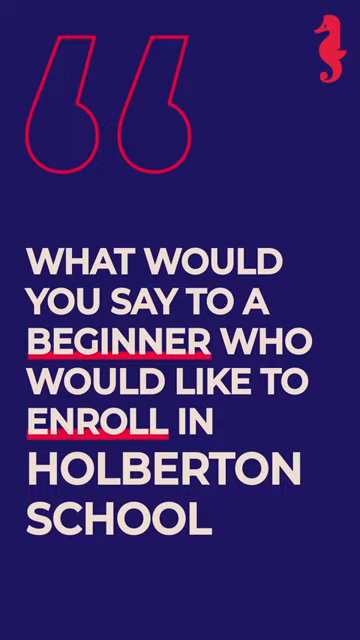 WHAT WOULD
YOU SAY TO A
BEGINNER WHO
WOULD LIKE TO
ENROLL IN
HOLBERTON
SCHOOL